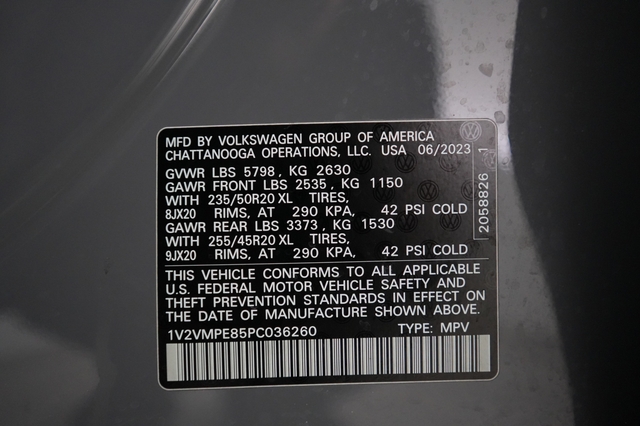 MFD BY VOLKSWAGEN GROUP OF AMERICA
CHATTANOOGA OPERATIONS, LLC. USA 06/2023
GVWR LBS 5798, KG 2630
GAWR FRONT LBS 2535, KG 1150
WITH 235/50R20 XL TIRES,
8JX20 RIMS, AT 290 KPA, 42 PSI COLD
GAWR REAR LBS 3373, KG 1530
WITH 255/45R20 XL TIRES,
9JX20 RIMS, AT 290 KPA, 42 PSI COLD
THIS VEHICLE CONFORMS TO ALL APPLICABLE
U.S. FEDERAL MOTOR VEHICLE SAFETY AND
THEFT PREVENTION STANDARDS IN EFFECT ON
THE DATE OF MANUFACTURE SHOWN ABOVE.
1V2VMPE85PC036260 TYPE: MPV
2058826 1